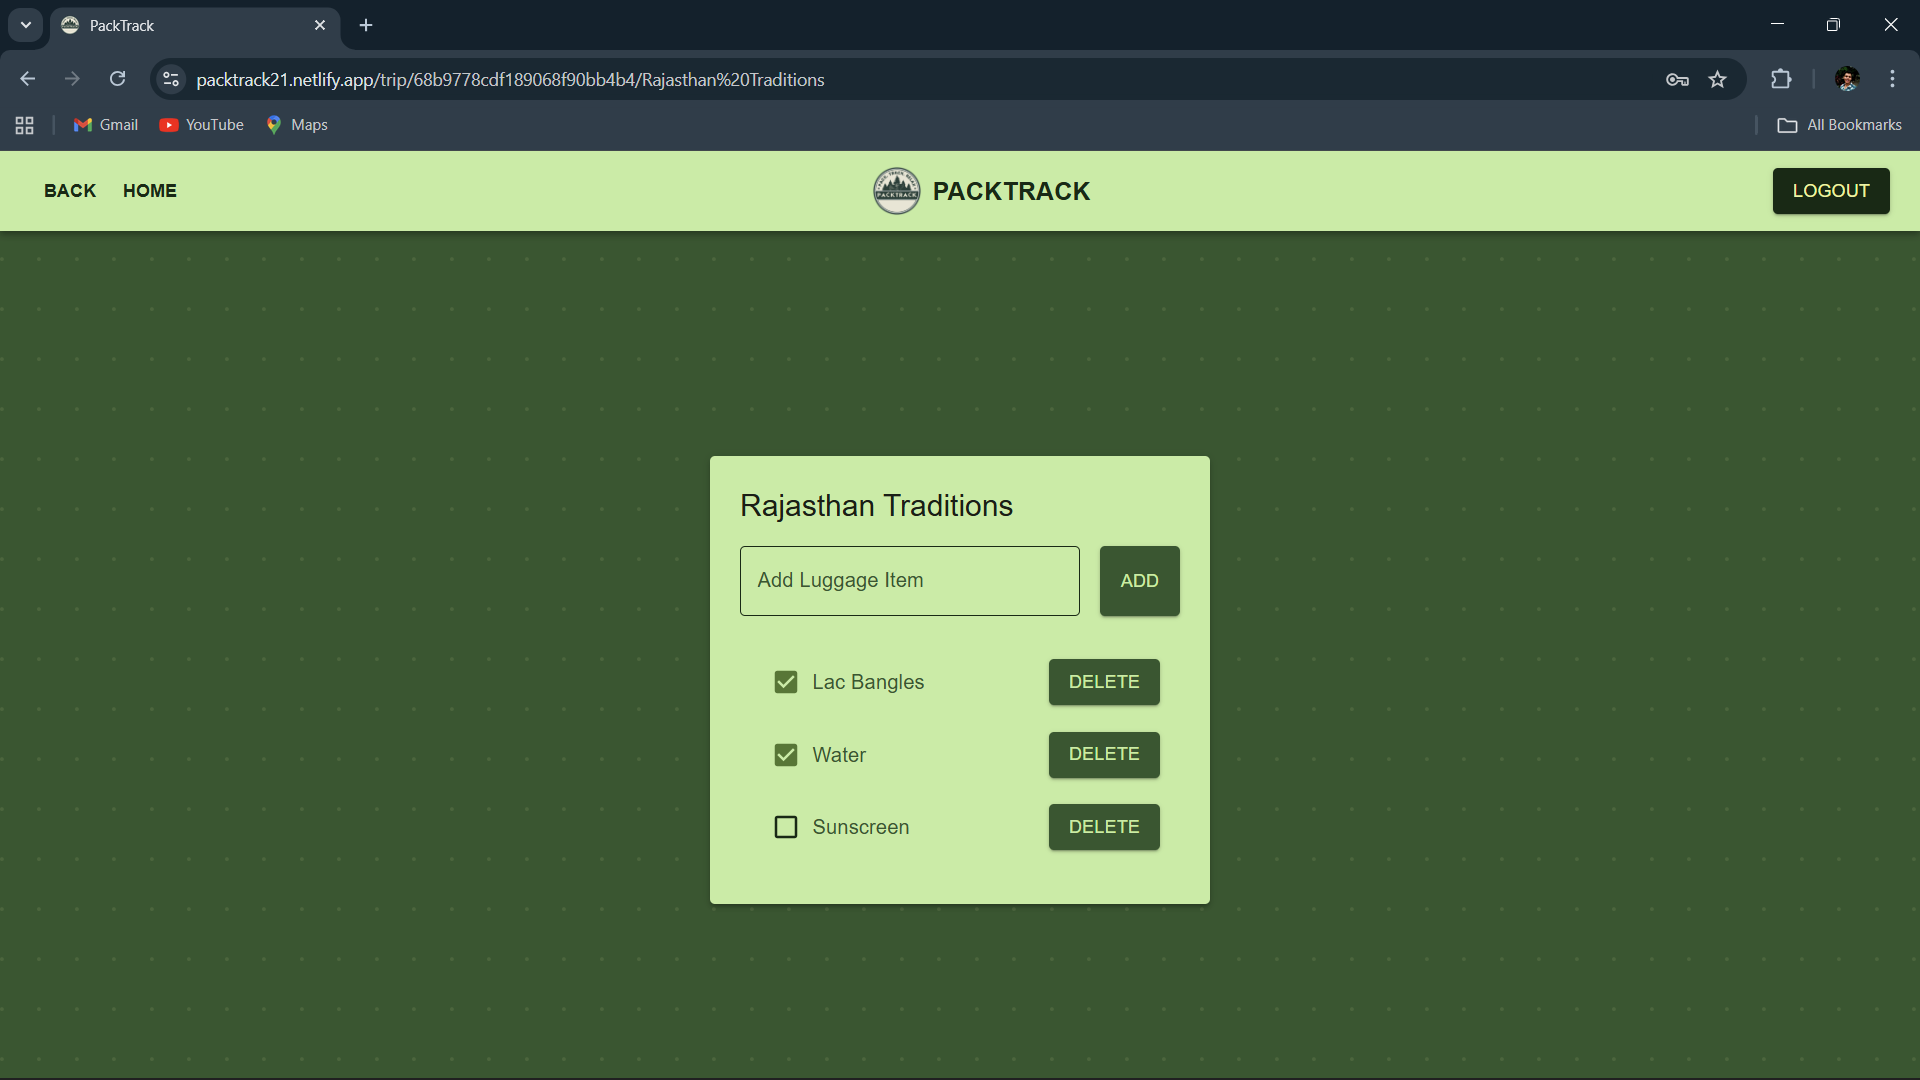 PackTrack
packtrack21.netlify.app/trip/68b9778cdf189068f90bb4b4/Rajasthan%20Traditions
Gmail YouTube Maps All Bookmarks
BACK HOME PACKTRACK PACKTRACK LOGOUT
Rajasthan Traditions
Add Luggage Item ADD
Lac Bangles DELETE
Water DELETE
Sunscreen DELETE